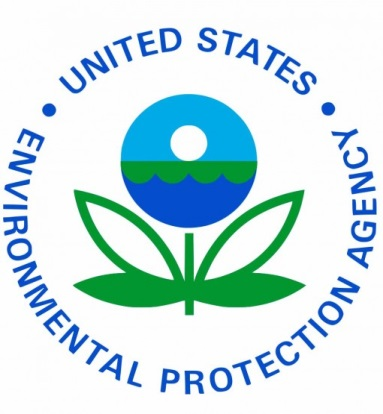 UNITED STATES
ENVIRONMENTAL PROTECTION AGENCY